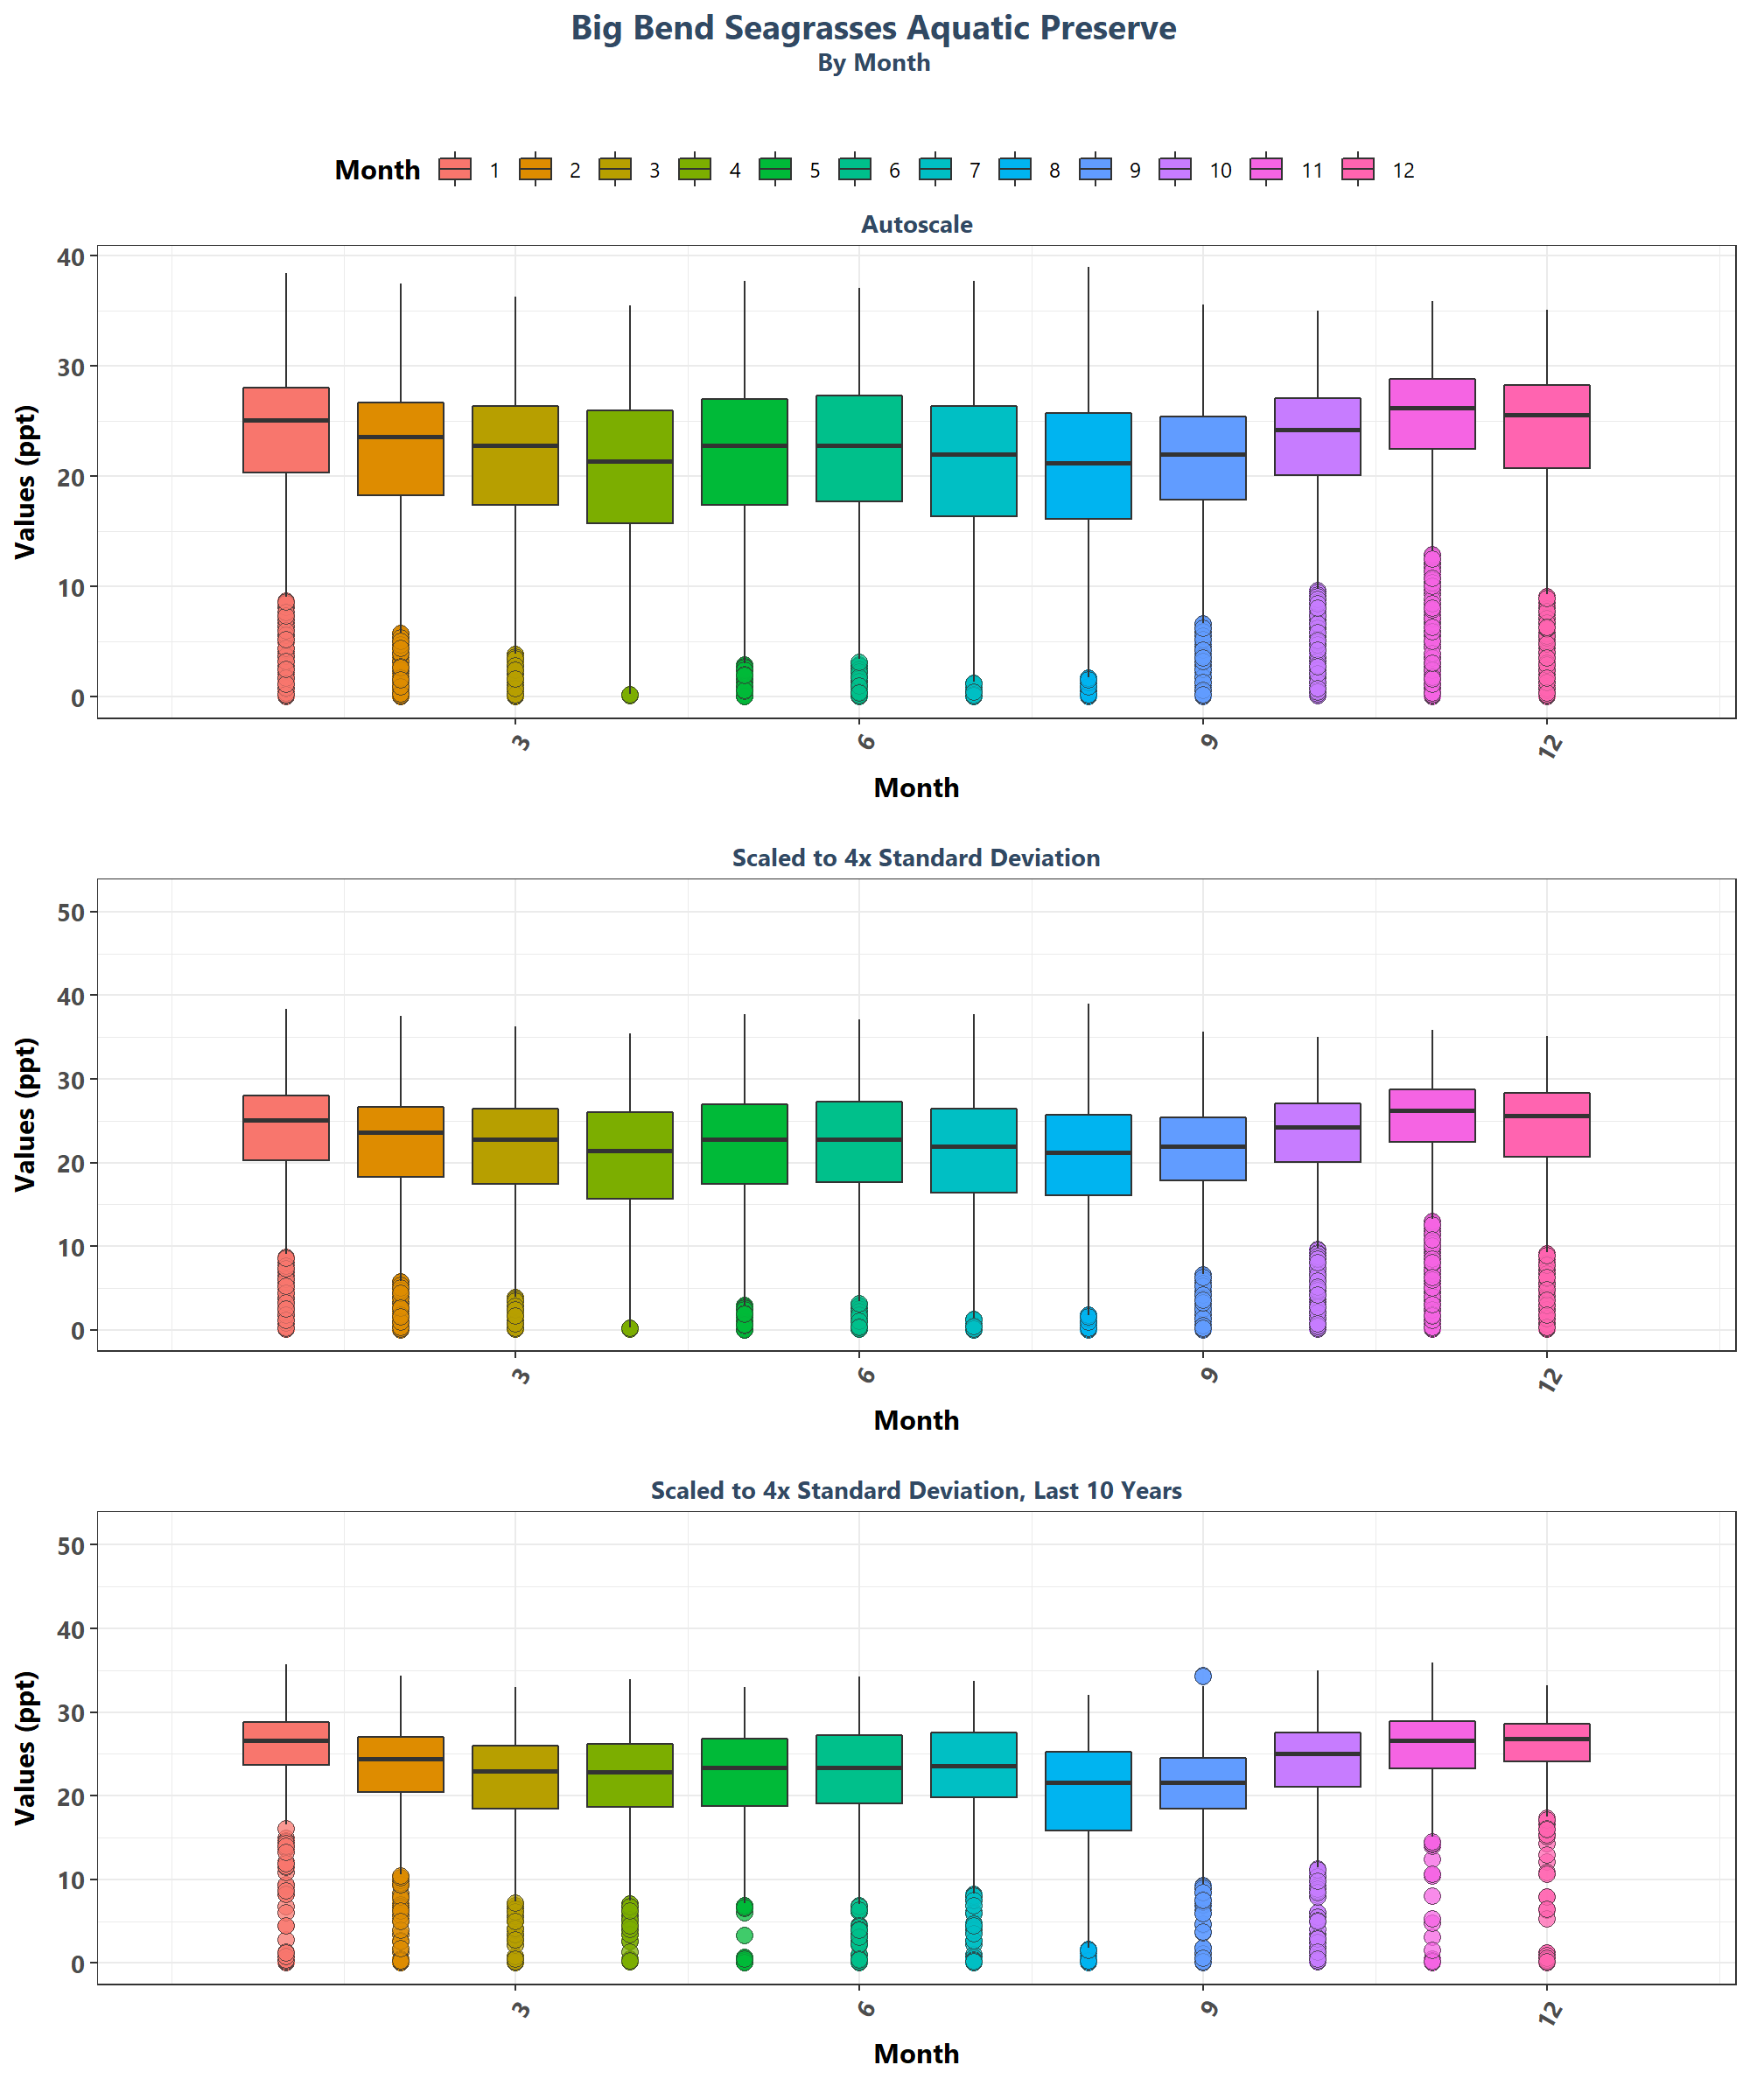 Big Bend Seagrasses Aquatic Preserve
By Month
Month 1 2 3 4 5 6 7 8 9 10 11 12
Autoscale
Values (ppt)
40
30
20
10
0
3 6 9 12
Month
Scaled to 4x Standard Deviation
Values (ppt)
50
40
30
20
10
0
3 6 9 12
Month
Scaled to 4x Standard Deviation, Last 10 Years
Values (ppt)
50
40
30
20
10
0
3 6 9 12
Month